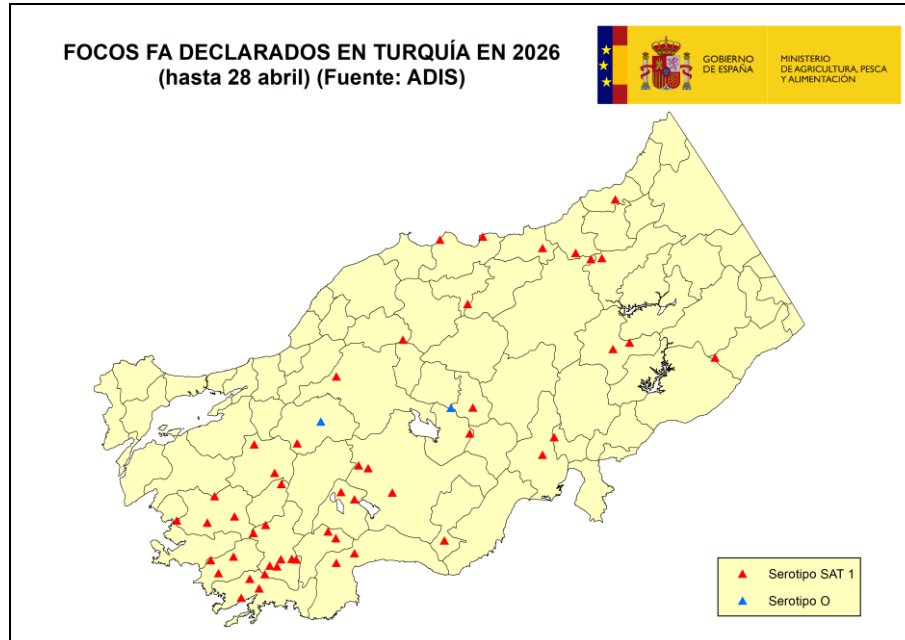 FOCOS FA DECLARADOS EN TURQUÍA EN 2026
(hasta 28 abril) (Fuente: ADIS)
GOBIERNO
DE ESPAÑA
MINISTERIO
DE AGRICULTURA, PESCA
Y ALIMENTACIÓN
Serotipo SAT 1
Serotipo O